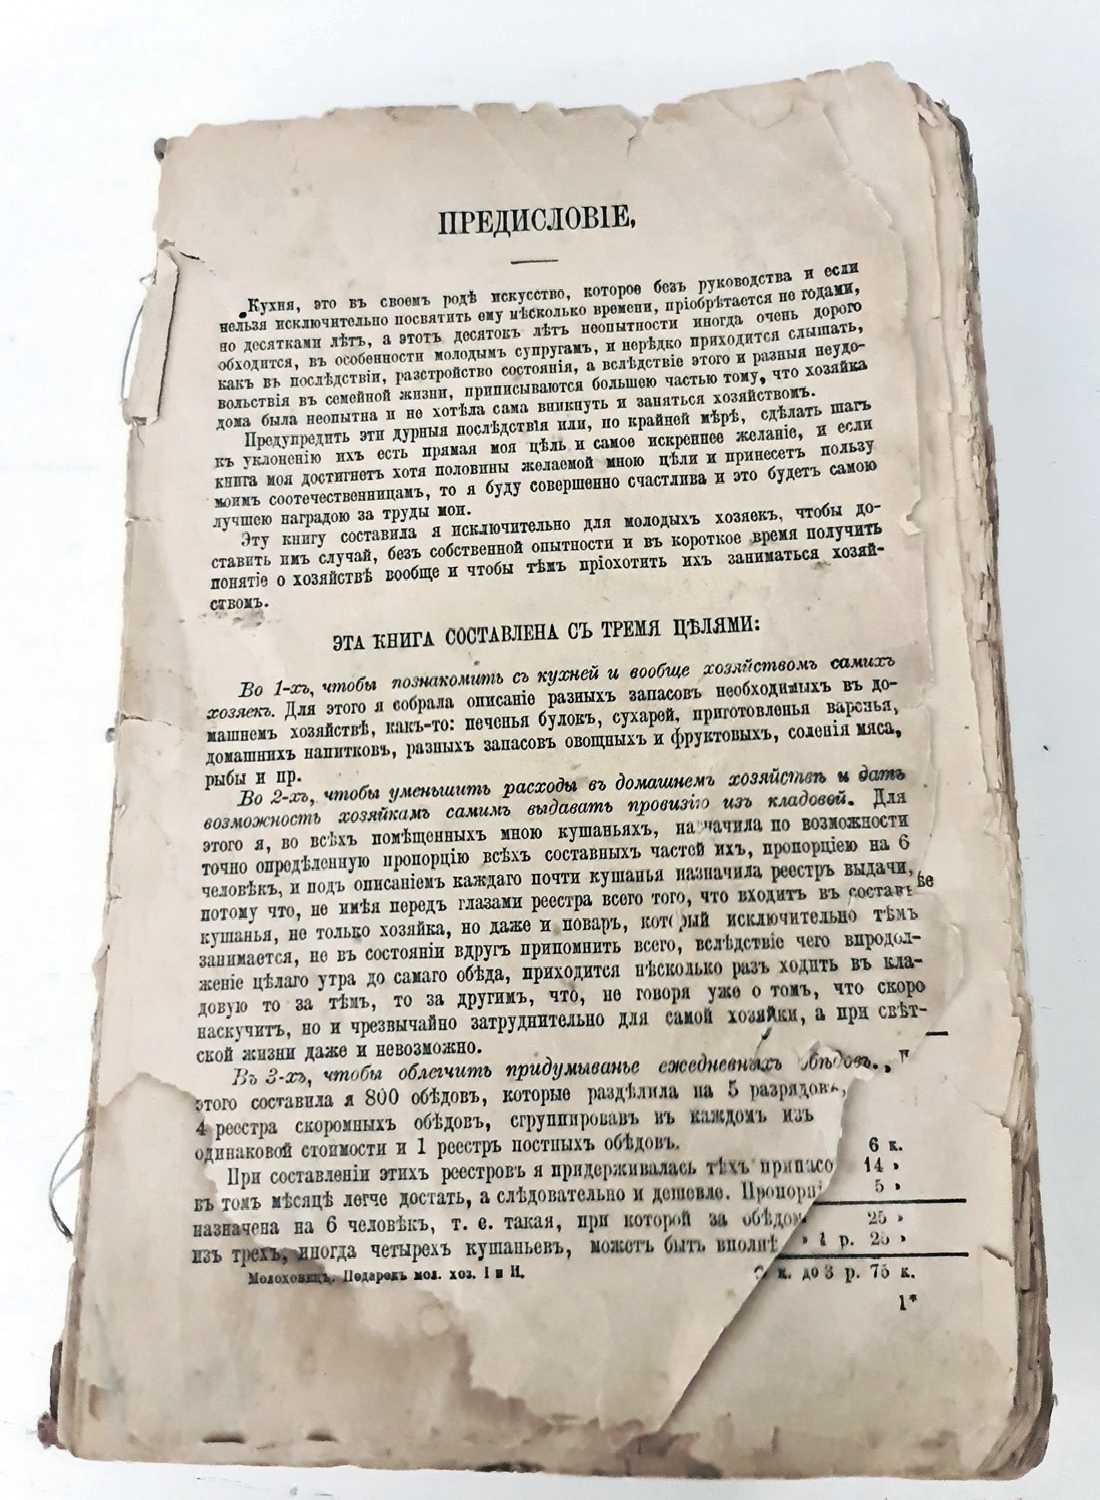 ПРЕДИСЛОВІЕ,
Кухня, это въ своемъ родѣ искусство, которое безъ руководства и если
нельзя исключительно посвятить ему нѣсколько времени, пріобрѣтается не годами,
но десятками лѣтъ, а этотъ десятокъ лѣтъ неопытности иногда очень дорого
обходится, въ особенности молодымъ супругамъ, и нерѣдко приходится слышать,
какъ въ послѣдствіи, разстройство состоянія, а вслѣдствіе этого и разныя неудо-
вольствія въ семейной жизни, приписываются большею частью тому, что хозяйка
дома была неопытна и не хотѣла сама вникнуть и заняться хозяйствомъ.
Предупредить эти дурныя послѣдствія или, по крайней мѣрѣ, сдѣлать шагъ
къ уклоненію ихъ есть прямая моя цѣль и самое искреннее желаніе, и если
книга моя достигнетъ хотя половины желаемой мною цѣли и принесетъ пользу
моимъ соотечественницамъ, то я буду совершенно счастлива и это будетъ самою
лучшею наградою за труды мои.
Эту книгу составила я исключительно для молодыхъ хозяекъ, чтобы до-
ставить имъ случай, безъ собственной опытности и въ короткое время получить
понятіе о хозяйствѣ вообще и чтобы тѣмъ пріохотить ихъ заниматься хозяй-
ствомъ.
ЭТА КНИГА СОСТАВЛЕНА СЪ ТРЕМЯ ЦѢЛЯМИ:
Во 1-хъ, чтобы познакомить съ кухней и вообще хозяйствомъ самихъ
хозяекъ. Для этого я собрала описаніе разныхъ запасовъ необходимыхъ въ до-
машнемъ хозяйствѣ, какъ-то: печенья булокъ, сухарей, приготовленья варенья,
домашнихъ напитковъ, разныхъ запасовъ овощныхъ и фруктовыхъ, соленія мяса,
рыбы и пр.
Во 2-хъ, чтобы уменьшить расходы въ домашнемъ хозяйствѣ и дать
возможность хозяйкамъ самимъ выдавать провизію изъ кладовой. Для
этого я, во всѣхъ помѣщенныхъ мною кушаньяхъ, назначила по возможности
точно опредѣленную пропорцію всѣхъ составныхъ частей ихъ, пропорціею на 6
человѣкъ, и подъ описаніемъ каждаго почти кушанья назначила реестръ выдачи,
потому что, не имѣя передъ глазами реестра всего того, что входитъ въ составъ
кушанья, не только хозяйка, но даже и поваръ, который исключительно тѣмъ
занимается, не въ состояніи вдругъ припомнить всего, вслѣдствіе чего впродол-
женіе цѣлаго утра до самаго обѣда, приходится нѣсколько разъ ходить въ кла-
довую то за тѣмъ, то за другимъ, что, не говоря уже о томъ, что скоро
наскучитъ, но и чрезвычайно затруднительно для самой хозяйки, а при свѣт-
ской жизни даже и невозможно.
Въ 3-хъ, чтобы облегчить придумыванье ежедневныхъ обѣдовъ.
этого составила я 800 обѣдовъ, которые раздѣлила на 5 разрядовъ,
4 реестра скоромныхъ обѣдовъ, сгруппировавъ въ каждомъ изъ
одинаковой стоимости и 1 реестръ постныхъ обѣдовъ. 6 к.
При составленіи этихъ реестровъ я придерживалась тѣхъ припасо 14 »
въ томъ мѣсяцѣ легче достать, а слѣдовательно и дешевле. Пропорці 5 »
назначена на 6 человѣкъ, т. е. такая, при которой за обѣдом 25 »
изъ трехъ, иногда четырехъ кушаньевъ, можетъ быть вполнѣ » 1 р. 25 »
Молоховецъ. Подарокъ мол. хоз. I и II. к. до 3 р. 75 к.
1*